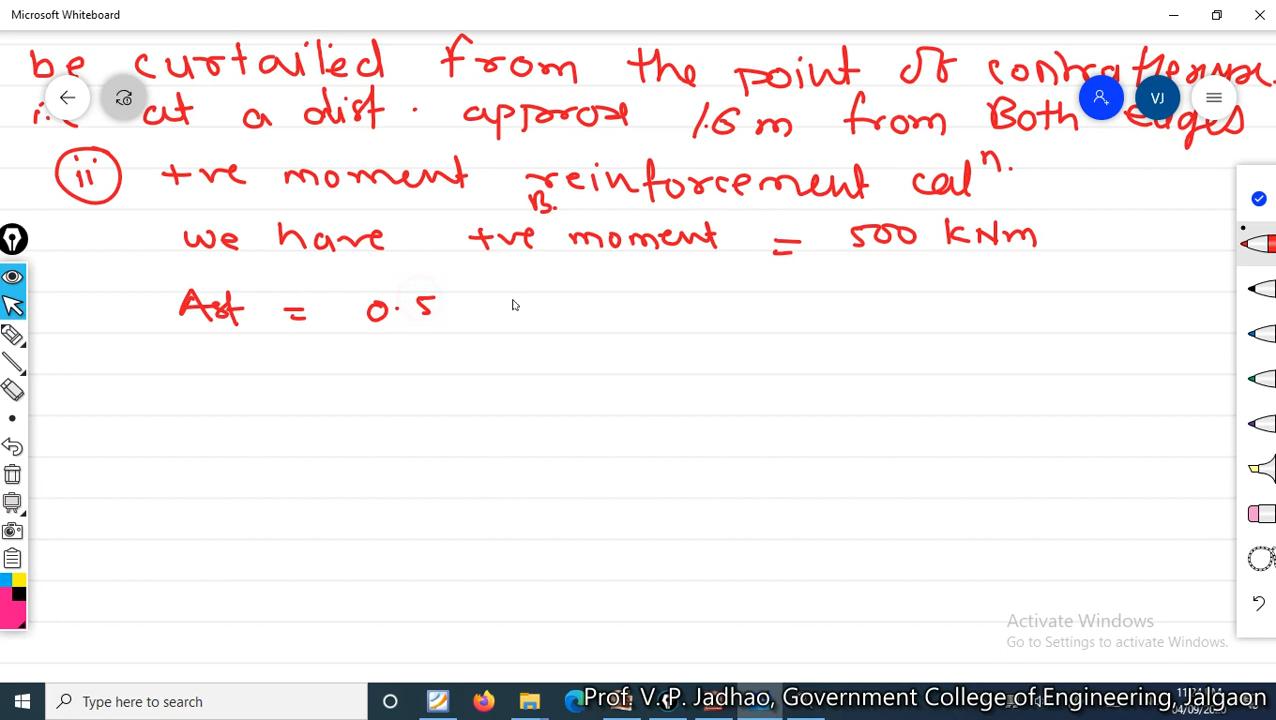 Microsoft Whiteboard
be curtailed from the point of contraflexure.
i.e at a dist. approx 1.6 m from Both edges
VJ
ii +ve moment reinforcement calⁿ.
B.
we have +ve moment = 500 kNm
Ast = 0.5
Activate Windows
Go to Settings to activate Windows.
Type here to search
Prof. V. P. Jadhao, Government College of Engineering, Jalgaon